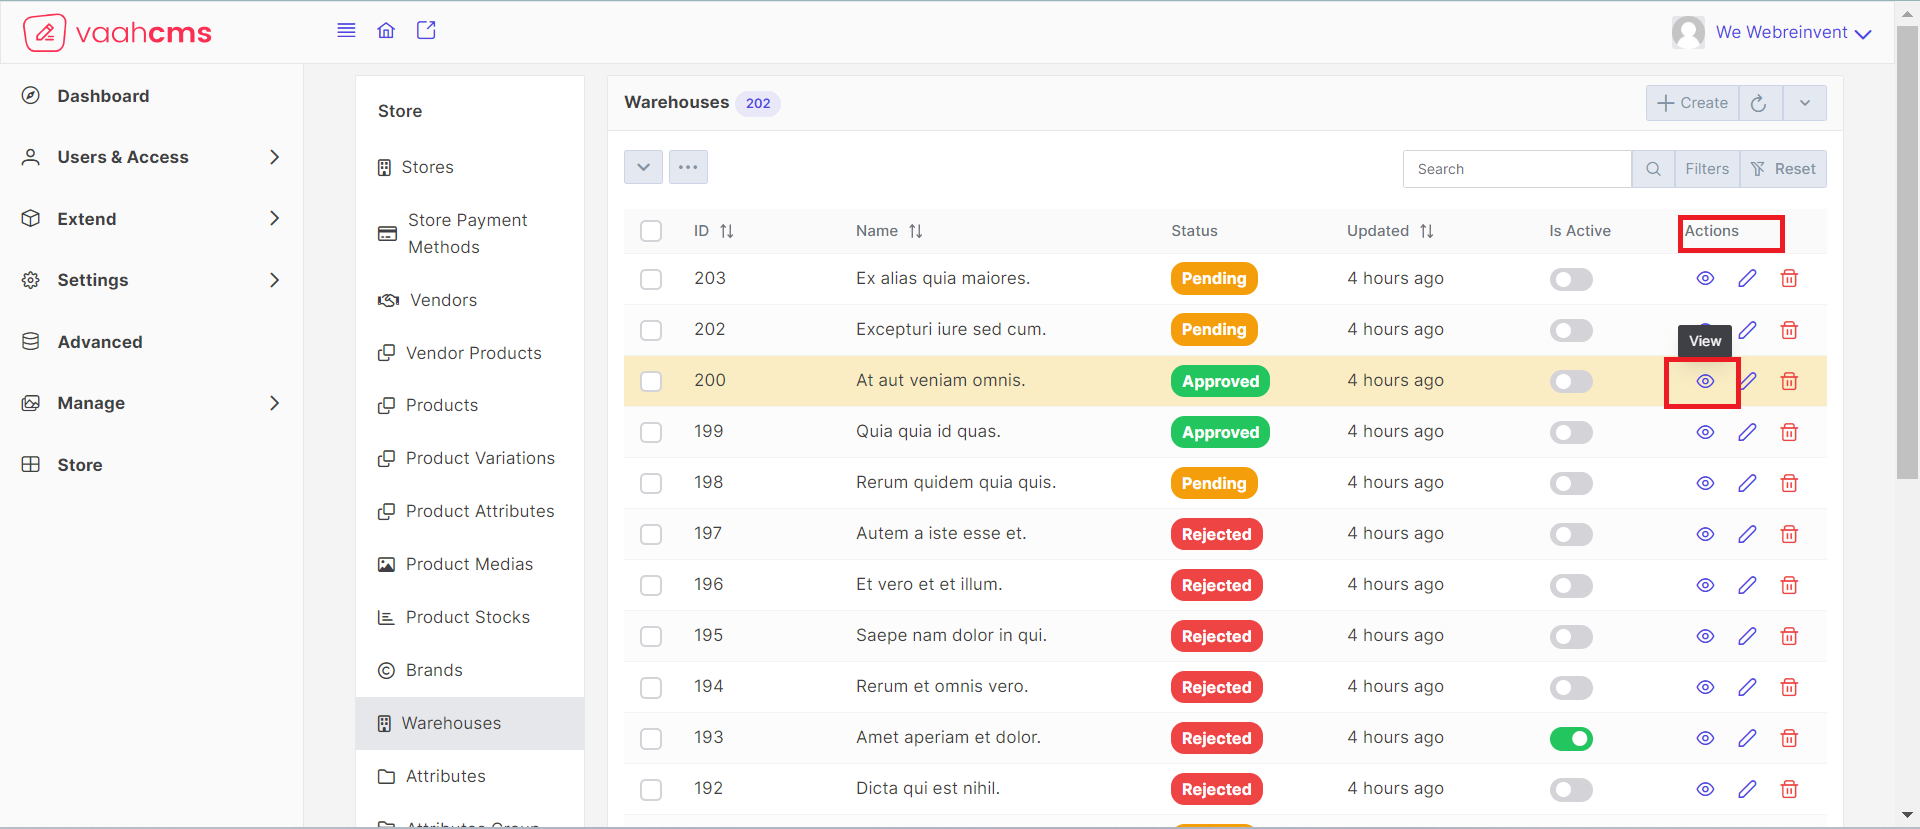 vaahcms
We Webreinvent
Dashboard
Users & Access
Extend
Settings
Advanced
Manage
Store
Store
Stores
Store Payment
Methods
Vendors
Vendor Products
Products
Product Variations
Product Attributes
Product Medias
Product Stocks
Brands
Warehouses
Attributes
Attributes Group
Warehouses 202
Create
Search
Filters
Reset
ID Name Status Updated Is Active Actions
203 Ex alias quia maiores. Pending 4 hours ago
202 Excepturi iure sed cum. Pending 4 hours ago
View
200 At aut veniam omnis. Approved 4 hours ago
199 Quia quia id quas. Approved 4 hours ago
198 Rerum quidem quia quis. Pending 4 hours ago
197 Autem a iste esse et. Rejected 4 hours ago
196 Et vero et et illum. Rejected 4 hours ago
195 Saepe nam dolor in qui. Rejected 4 hours ago
194 Rerum et omnis vero. Rejected 4 hours ago
193 Amet aperiam et dolor. Rejected 4 hours ago
192 Dicta qui est nihil. Rejected 4 hours ago